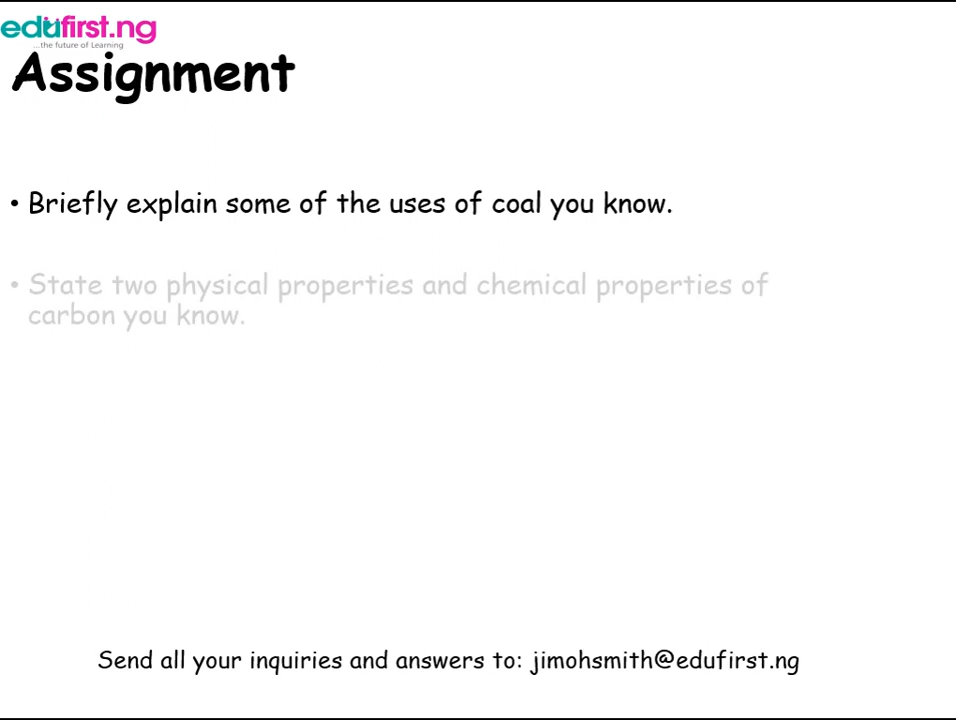 edufirst.ng
...the future of Learning
Assignment
• Briefly explain some of the uses of coal you know.
• State two physical properties and chemical properties of
carbon you know.
Send all your inquiries and answers to: jimohsmith@edufirst.ng